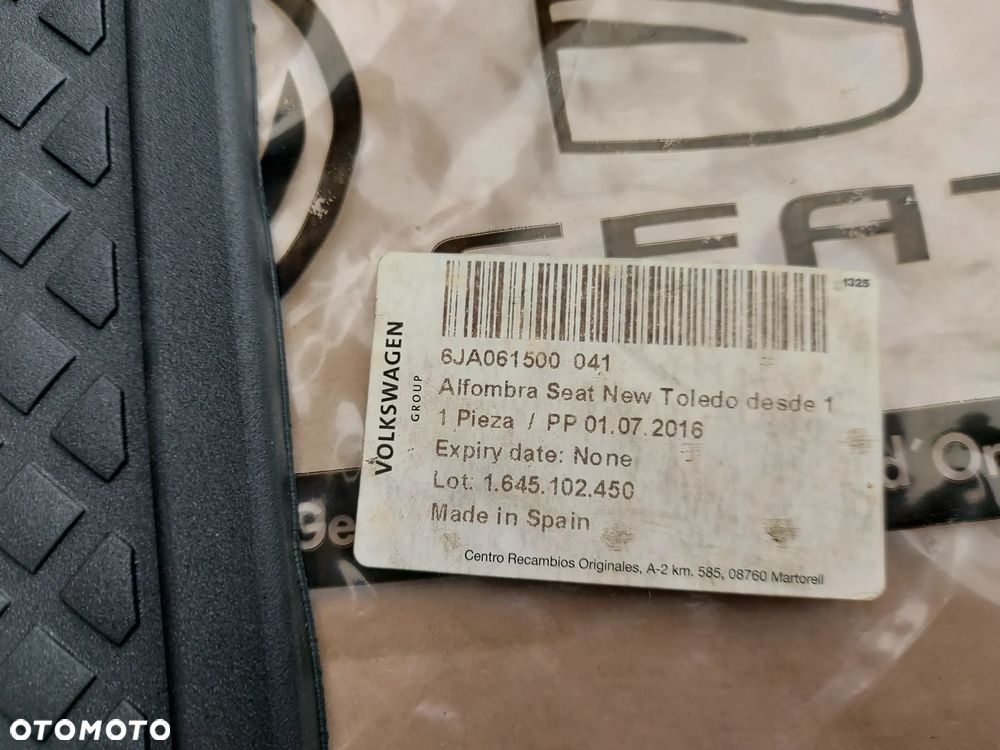 SEAT
1325
VOLKSWAGEN
GROUP
6JA061500 041
Alfombra Seat New Toledo desde 1
1 Pieza / PP 01.07.2016
Expiry date: None
Lot: 1.645.102.450
Made in Spain
Centro Recambios Originales, A-2 km. 585, 08760 Martorell
OTOMOTO